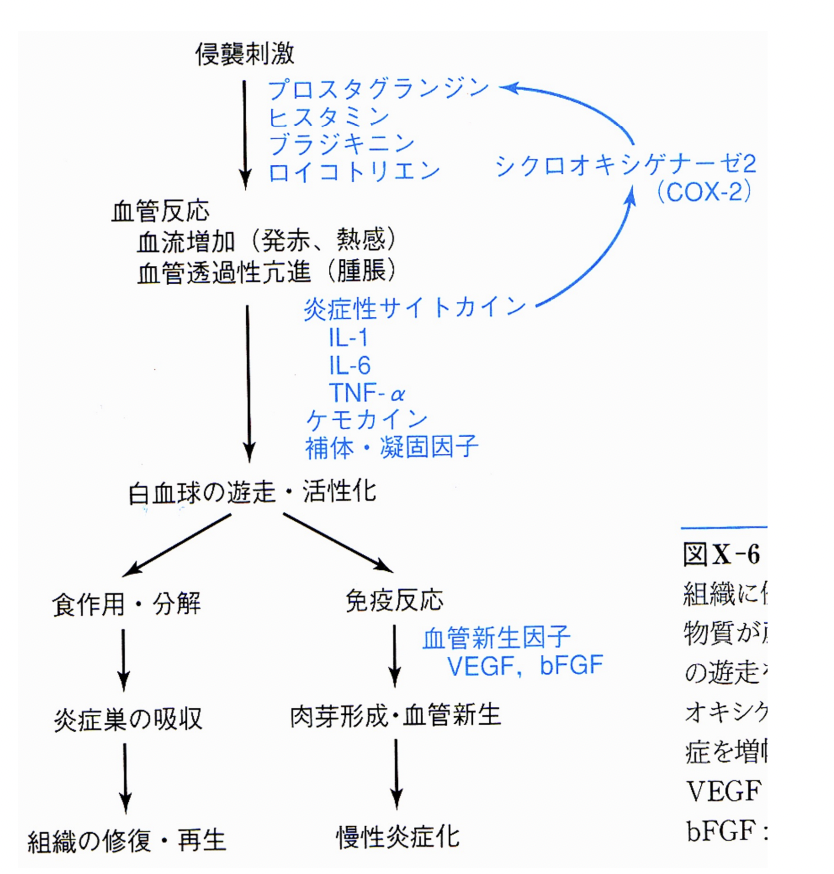 侵襲刺激
プロスタグランジン
ヒスタミン
ブラジキニン
ロイコトリエン
シクロオキシゲナーゼ2
（COX-2）
血管反応
血流増加（発赤、熱感）
血管透過性亢進（腫脹）
炎症性サイトカイン
IL-1
IL-6
TNF-α
ケモカイン
補体・凝固因子
白血球の遊走・活性化
食作用・分解
免疫反応
血管新生因子
VEGF, bFGF
炎症巣の吸収
肉芽形成・血管新生
組織の修復・再生
慢性炎症化
図X-6
組織に
物質が
の遊走
オキシゲ
症を増
VEGF
bFGF: